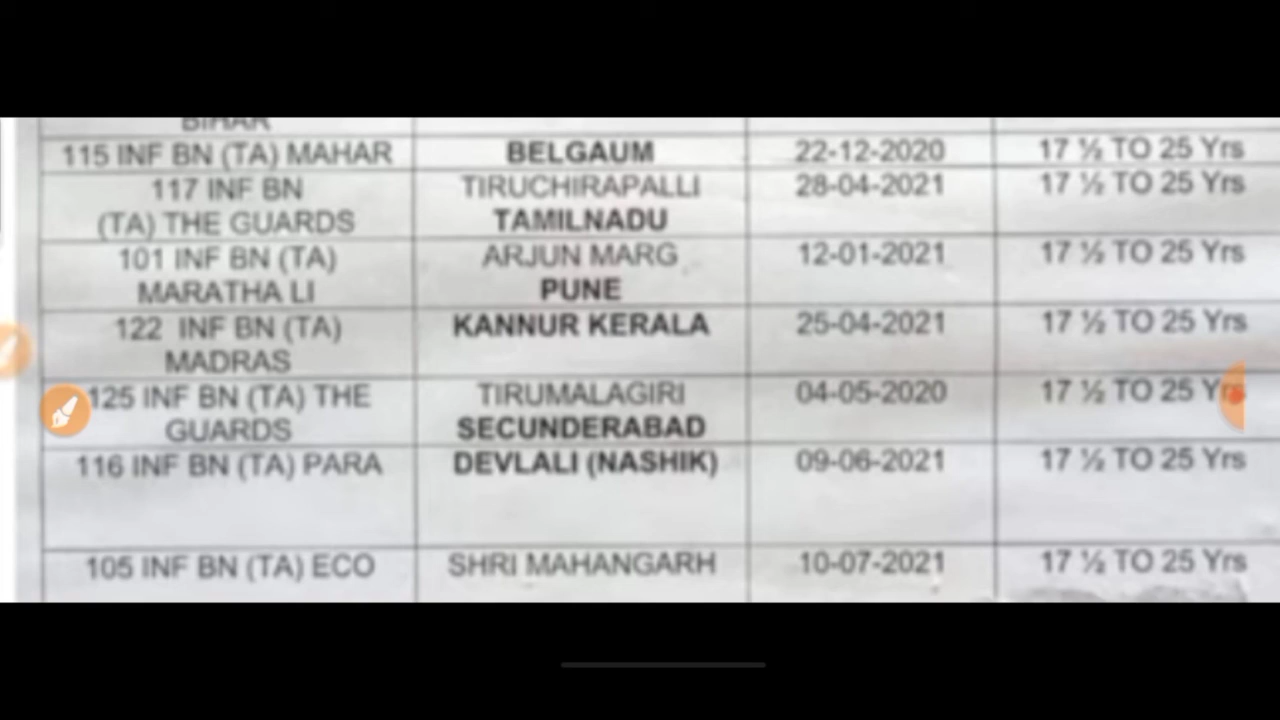 BIHAR
115 INF BN (TA) MAHAR BELGAUM 22-12-2020 17 ½ TO 25 Yrs
117 INF BN TIRUCHIRAPALLI 28-04-2021 17 ½ TO 25 Yrs
(TA) THE GUARDS TAMILNADU
101 INF BN (TA) ARJUN MARG 12-01-2021 17 ½ TO 25 Yrs
MARATHA LI PUNE
122 INF BN (TA) KANNUR KERALA 25-04-2021 17 ½ TO 25 Yrs
MADRAS
125 INF BN (TA) THE TIRUMALAGIRI 04-05-2020 17 ½ TO 25 Yrs
GUARDS SECUNDERABAD
116 INF BN (TA) PARA DEVLALI (NASHIK) 09-06-2021 17 ½ TO 25 Yrs
105 INF BN (TA) ECO SHRI MAHANGARH 10-07-2021 17 ½ TO 25 Yrs